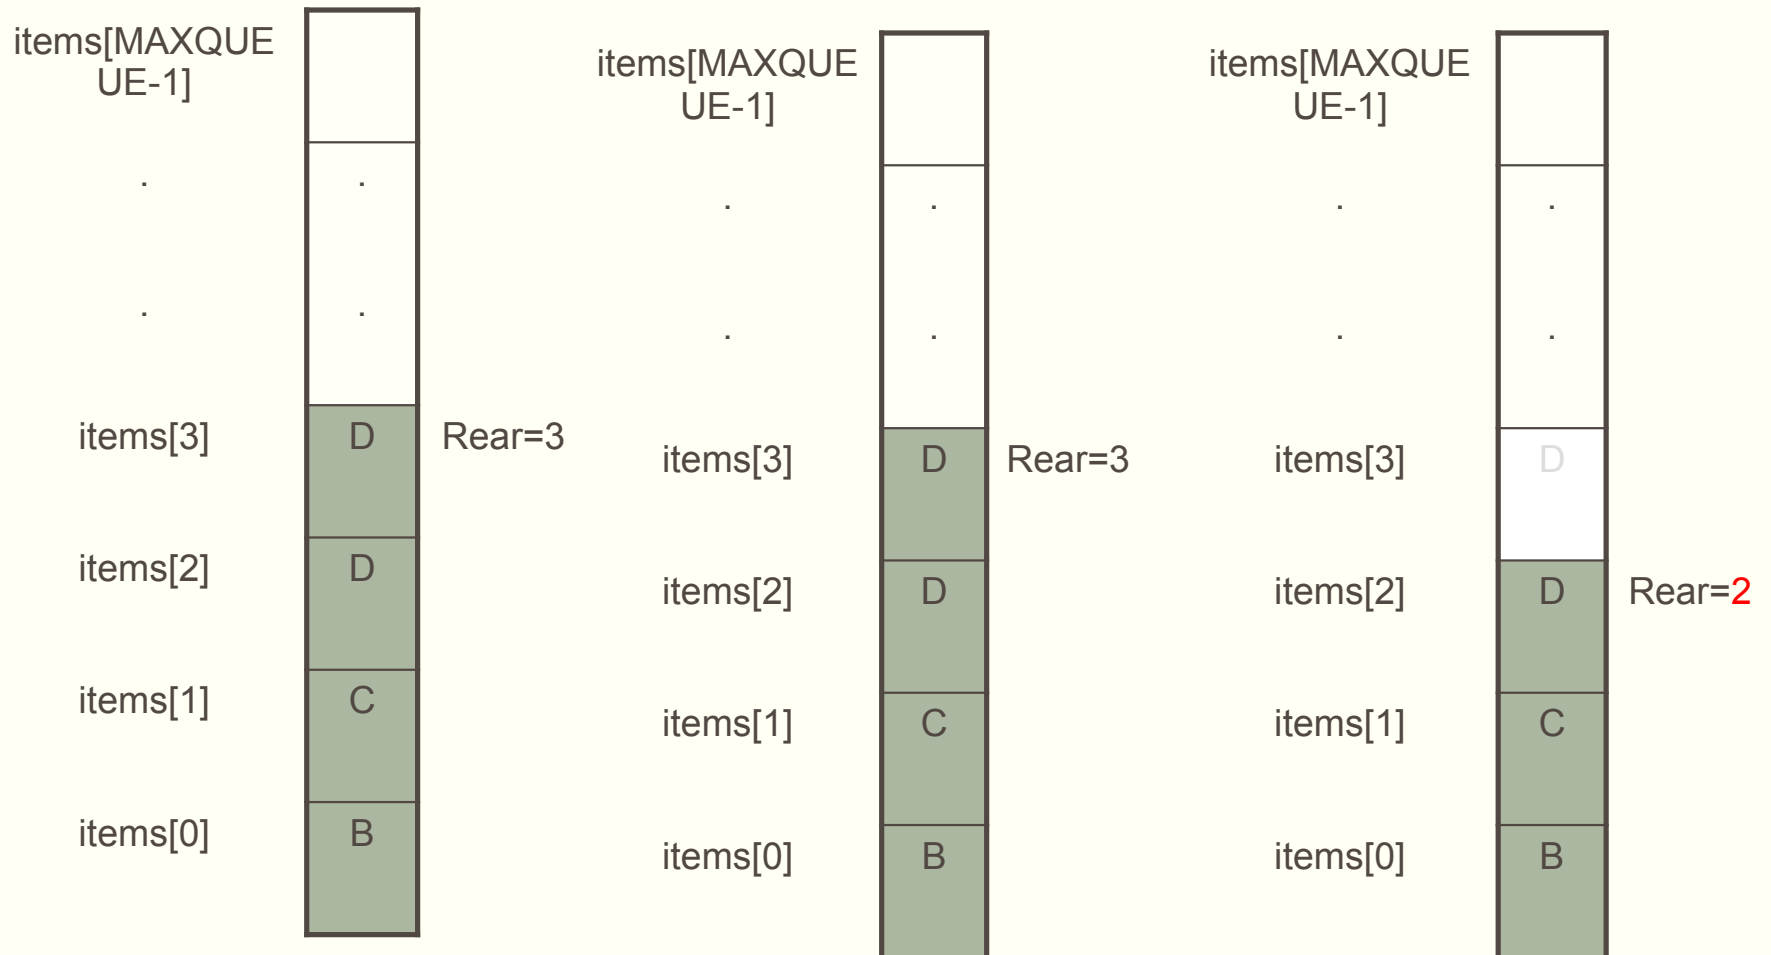 items[MAXQUE
UE-1]
.
.
.
.
items[3]
D
Rear=3
items[2]
D
items[1]
C
items[0]
B
items[MAXQUE
UE-1]
.
.
.
.
items[3]
D
Rear=3
items[2]
D
items[1]
C
items[0]
B
items[MAXQUE
UE-1]
.
.
.
.
items[3]
D
items[2]
D
Rear=2
items[1]
C
items[0]
B